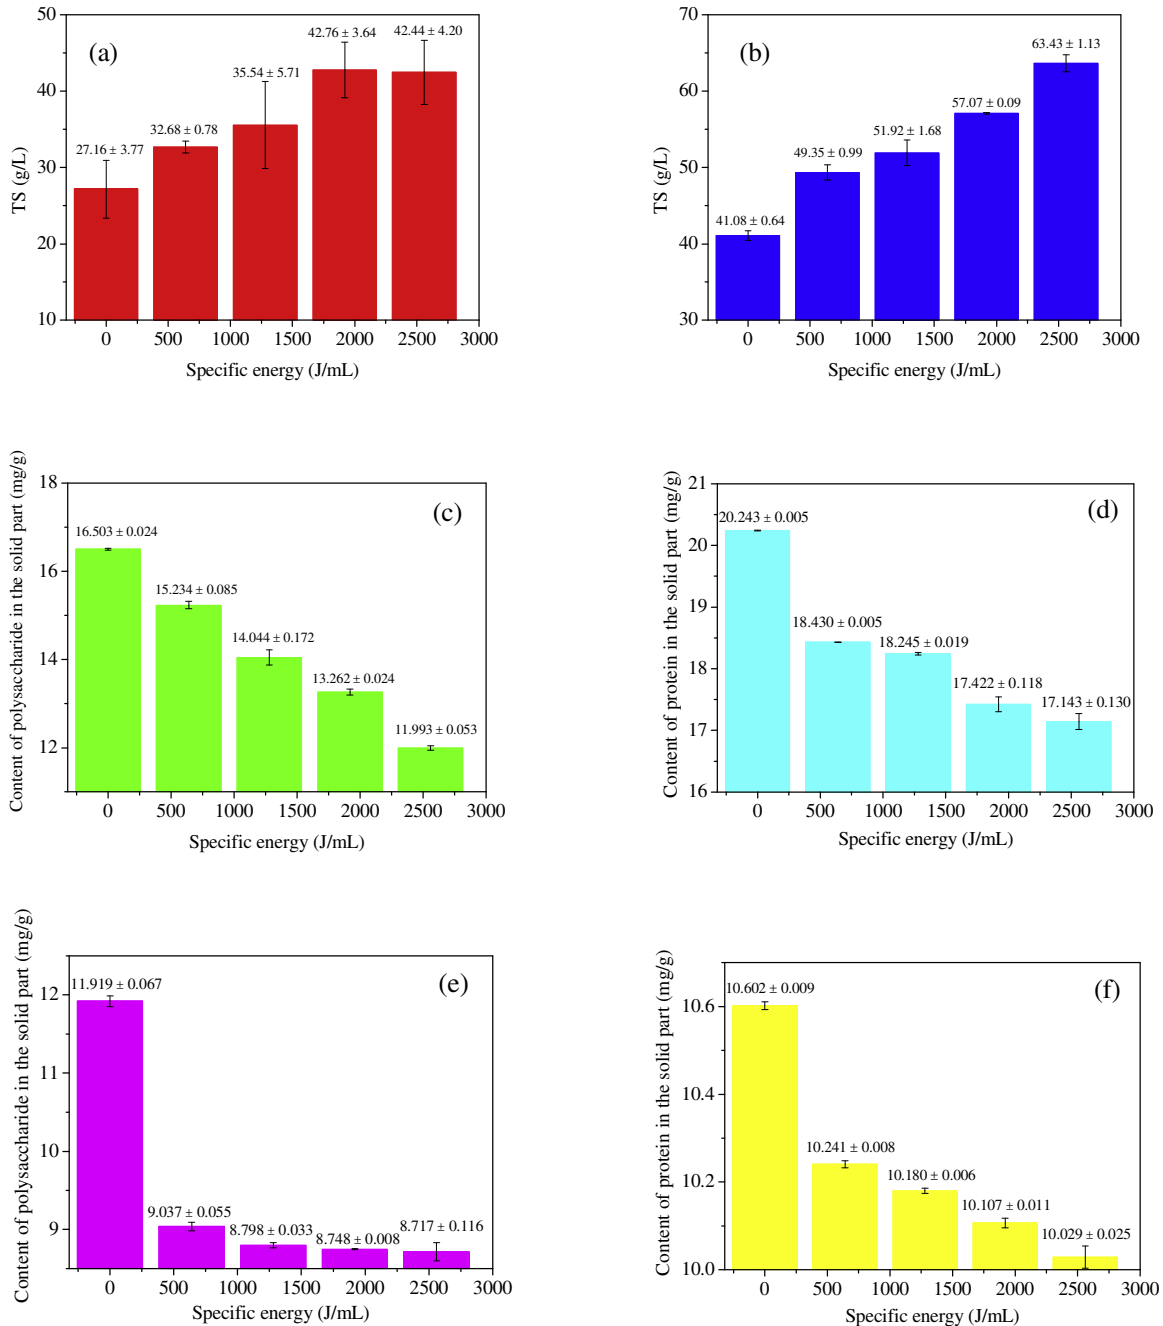 (a)
TS (g/L)
50
40
30
20
10
27.16 ± 3.77
32.68 ± 0.78
35.54 ± 5.71
42.76 ± 3.64
42.44 ± 4.20
0 500 1000 1500 2000 2500 3000
Specific energy (J/mL)
(b)
TS (g/L)
70
60
50
40
30
41.08 ± 0.64
49.35 ± 0.99
51.92 ± 1.68
57.07 ± 0.09
63.43 ± 1.13
0 500 1000 1500 2000 2500 3000
Specific energy (J/mL)
(c)
Content of polysaccharide in the solid part (mg/g)
18
16
14
12
16.503 ± 0.024
15.234 ± 0.085
14.044 ± 0.172
13.262 ± 0.024
11.993 ± 0.053
0 500 1000 1500 2000 2500 3000
Specific energy (J/mL)
(d)
Content of protein in the solid part (mg/g)
21
20
19
18
17
16
20.243 ± 0.005
18.430 ± 0.005
18.245 ± 0.019
17.422 ± 0.118
17.143 ± 0.130
0 500 1000 1500 2000 2500 3000
Specific energy (J/mL)
(e)
Content of polysaccharide in the solid part (mg/g)
12
11
10
9
11.919 ± 0.067
9.037 ± 0.055
8.798 ± 0.033
8.748 ± 0.008
8.717 ± 0.116
0 500 1000 1500 2000 2500 3000
Specific energy (J/mL)
(f)
Content of protein in the solid part (mg/g)
10.6
10.4
10.2
10.0
10.602 ± 0.009
10.241 ± 0.008
10.180 ± 0.006
10.107 ± 0.011
10.029 ± 0.025
0 500 1000 1500 2000 2500 3000
Specific energy (J/mL)